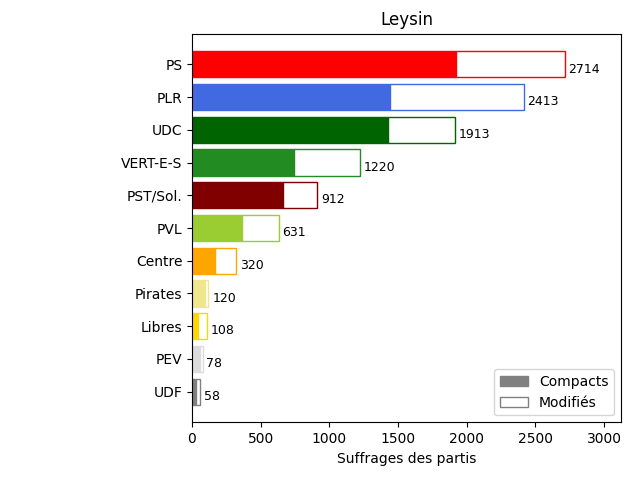 Leysin
PS 2714
PLR 2413
UDC 1913
VERT-E-S 1220
PST/Sol. 912
PVL 631
Centre 320
Pirates 120
Libres 108
PEV 78
UDF 58
Compacts
Modifiés
0 500 1000 1500 2000 2500 3000
Suffrages des partis